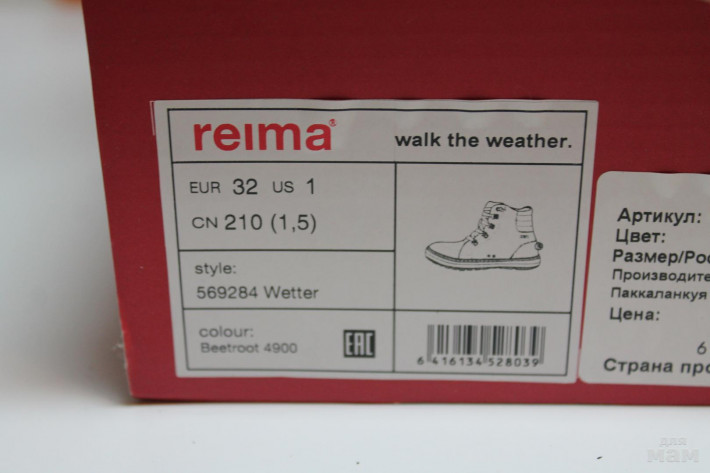 reima®
walk the weather.
EUR 32 US 1
CN 210 (1,5)
style:
569284 Wetter
colour:
Beetroot 4900
EAC
6 416134 528039
Артикул:
Цвет:
Размер/Рос
Производите
Паккаланкуя
Цена:
6
Страна про
для
мам